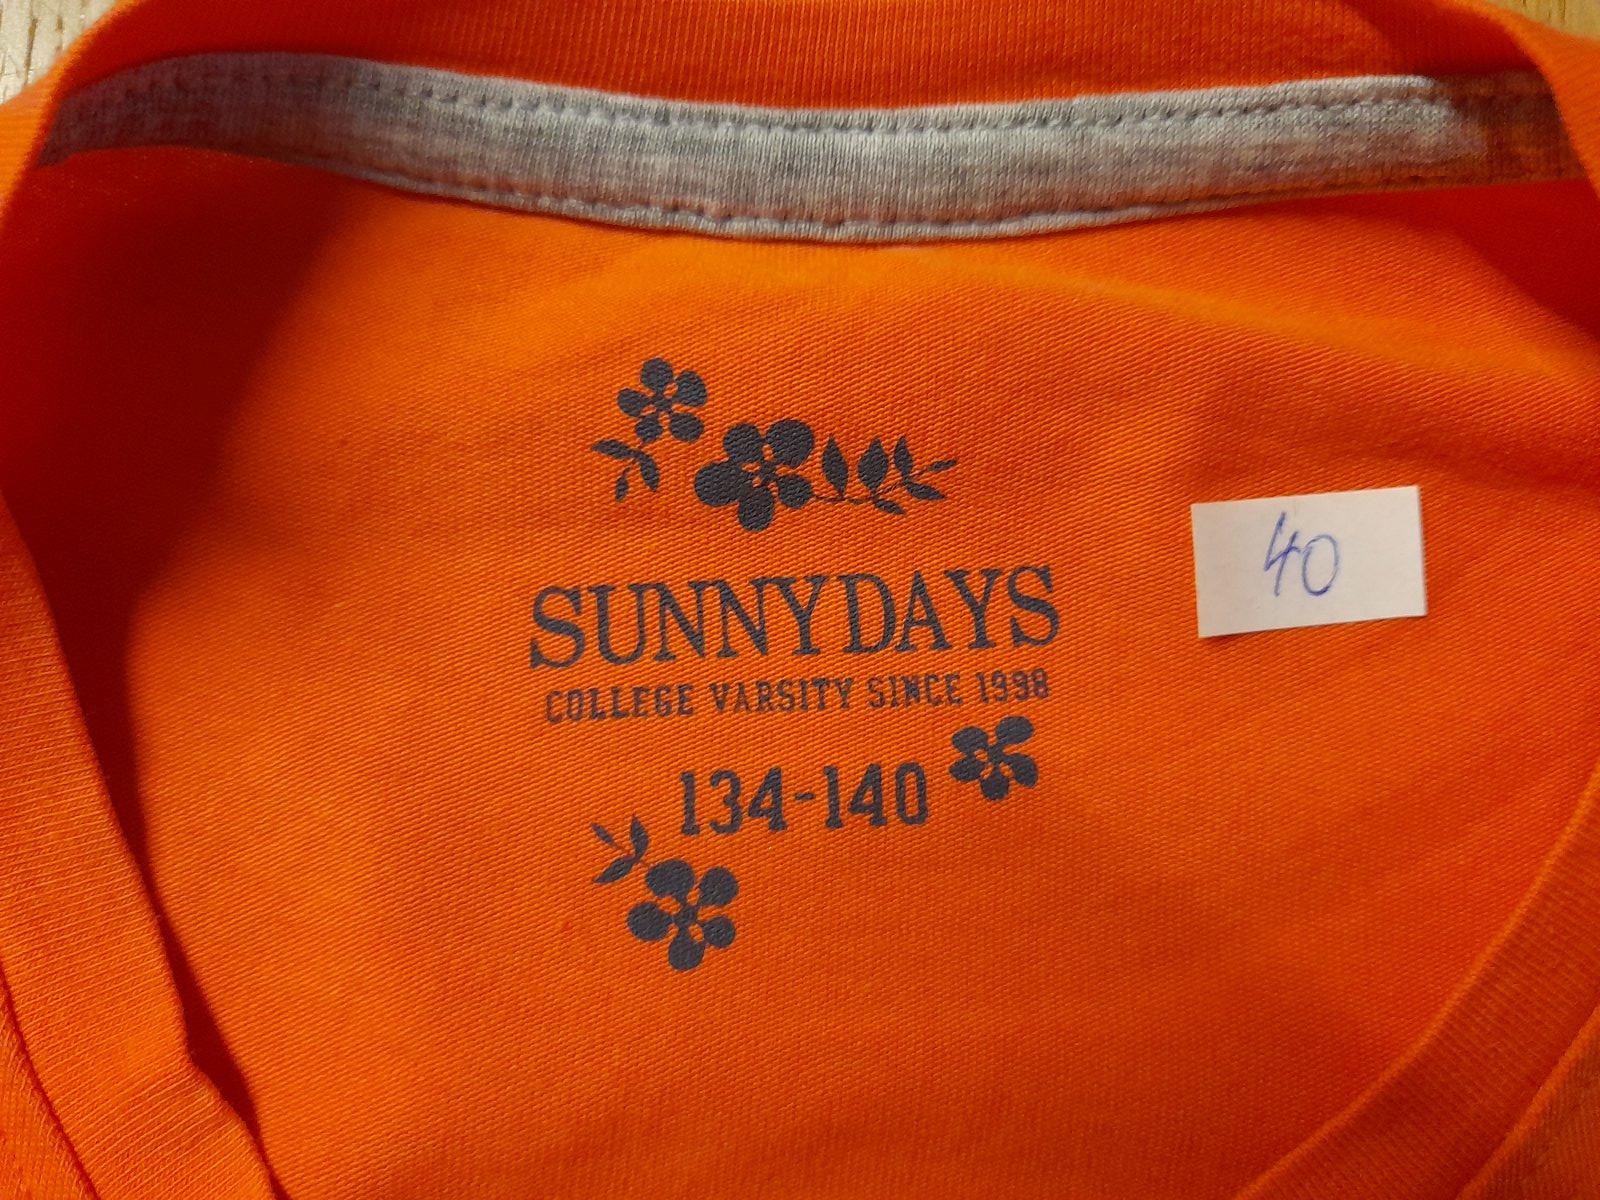 SUNNYDAYS
COLLEGE VARSITY SINCE 1998
134-140
40